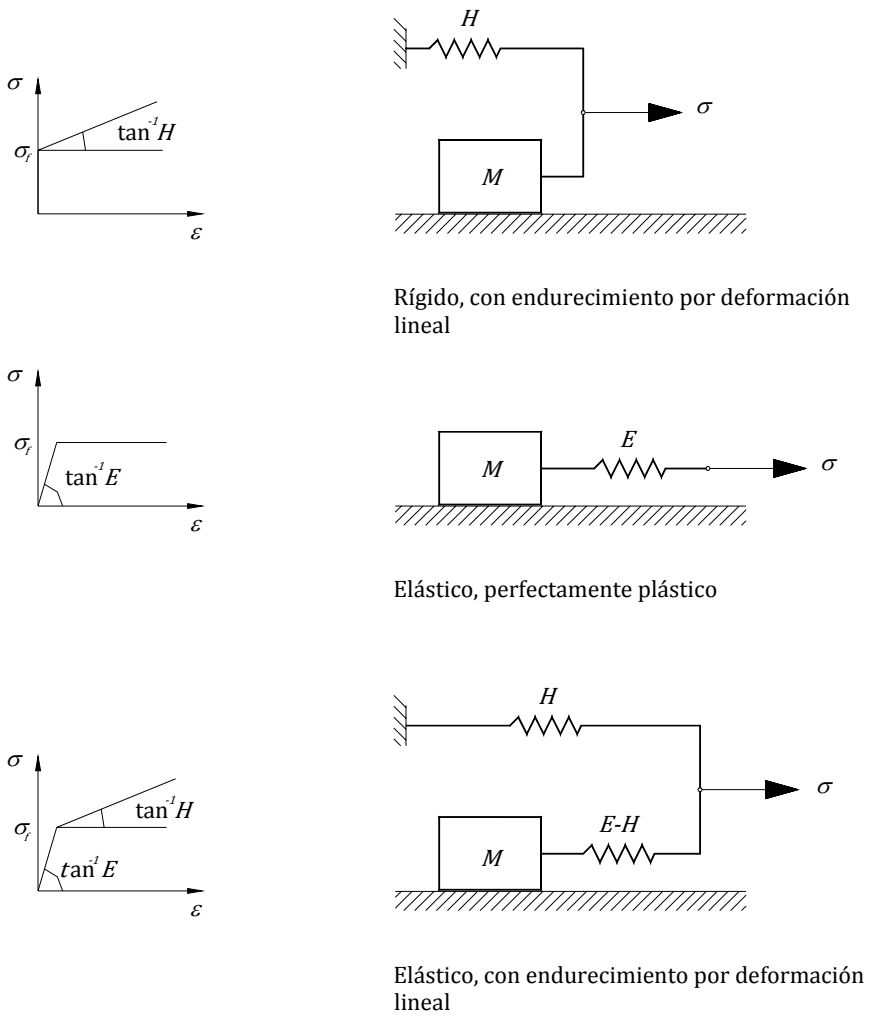 H
σ
tan⁻¹H
σ
σf
M
ε
Rígido, con endurecimiento por deformación
lineal
σ
σf
E
tan⁻¹E
M
σ
ε
Elástico, perfectamente plástico
H
σ
tan⁻¹H
σ
σf
E-H
tan⁻¹E
M
ε
Elástico, con endurecimiento por deformación
lineal